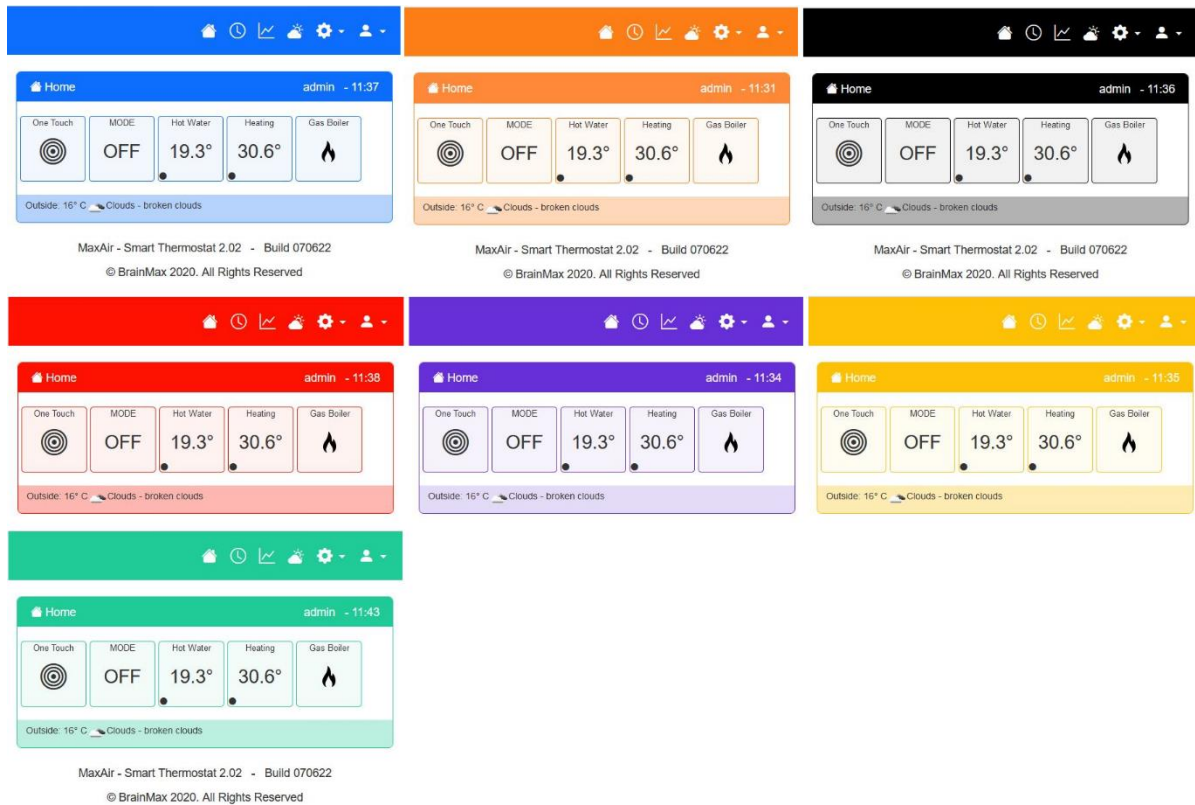 Home admin - 11:37
One Touch MODE Hot Water Heating Gas Boiler
OFF 19.3° 30.6°
Outside: 16° C Clouds - broken clouds
MaxAir - Smart Thermostat 2.02 - Build 070622
© BrainMax 2020. All Rights Reserved
Home admin - 11:31
One Touch MODE Hot Water Heating Gas Boiler
OFF 19.3° 30.6°
Outside: 16° C Clouds - broken clouds
MaxAir - Smart Thermostat 2.02 - Build 070622
© BrainMax 2020. All Rights Reserved
Home admin - 11:36
One Touch MODE Hot Water Heating Gas Boiler
OFF 19.3° 30.6°
Outside: 16° C Clouds - broken clouds
MaxAir - Smart Thermostat 2.02 - Build 070622
© BrainMax 2020. All Rights Reserved
Home admin - 11:38
One Touch MODE Hot Water Heating Gas Boiler
OFF 19.3° 30.6°
Outside: 16° C Clouds - broken clouds
Home admin - 11:34
One Touch MODE Hot Water Heating Gas Boiler
OFF 19.3° 30.6°
Outside: 16° C Clouds - broken clouds
Home admin - 11:35
One Touch MODE Hot Water Heating Gas Boiler
OFF 19.3° 30.6°
Outside: 16° C Clouds - broken clouds
Home admin - 11:43
One Touch MODE Hot Water Heating Gas Boiler
OFF 19.3° 30.6°
Outside: 16° C Clouds - broken clouds
MaxAir - Smart Thermostat 2.02 - Build 070622
© BrainMax 2020. All Rights Reserved